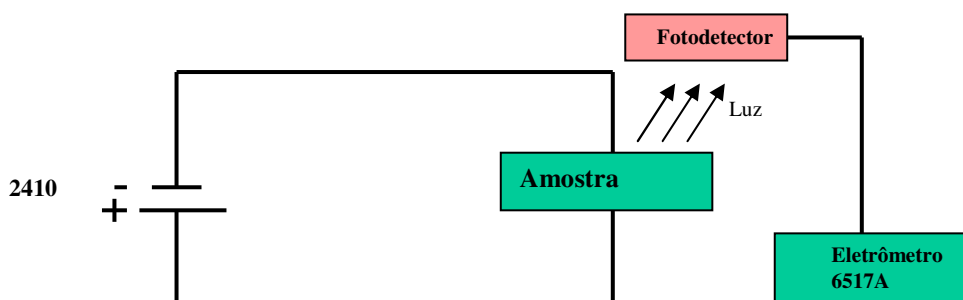 Fotodetector
Luz
Amostra
2410
-
+
Eletrômetro
6517A